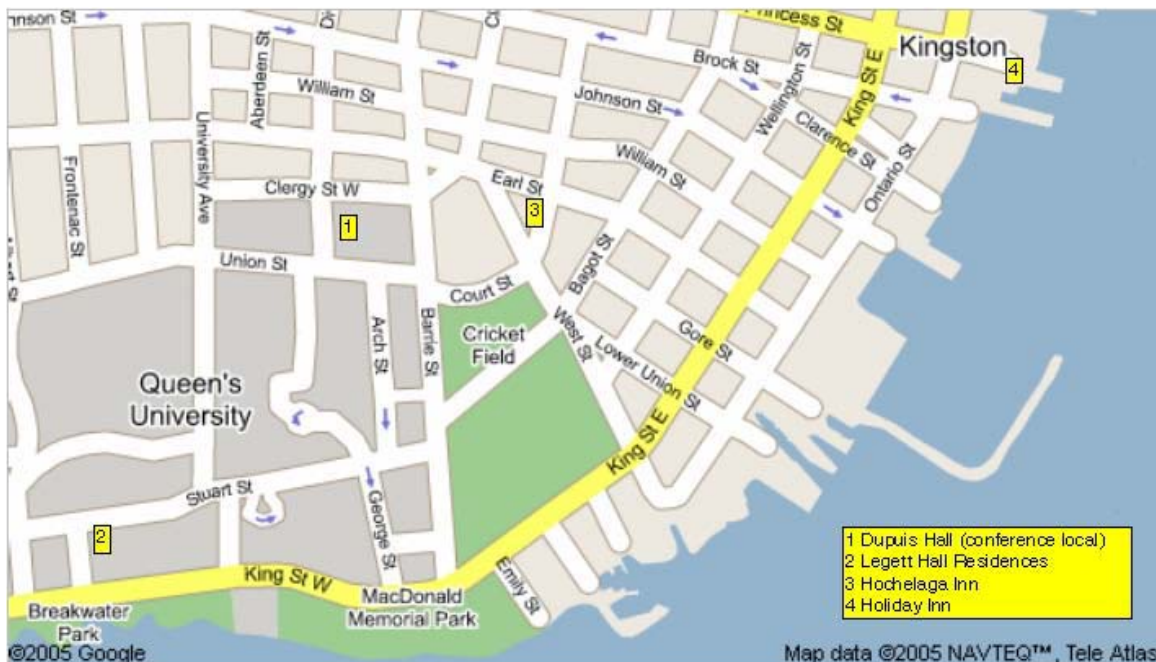 Johnson St
Princess St
Kingston
4
Aberdeen St
William St
Brock St
Wellington St
King St E
Johnson St
Clarence St
University Ave
Frontenac St
Clergy St W
Earl St
William St
Ontario St
3
1
Union St
Court St
Bagot St
Arch St
Barrie St
Cricket
Field
West St
Gore St
Lower Union St
Queen's
University
King St E
Stuart St
George St
2
King St W
Emily St
Breakwater
Park
MacDonald
Memorial Park
1 Dupuis Hall (conference local)
2 Legett Hall Residences
3 Hochelaga Inn
4 Holiday Inn
©2005 Google
Map data ©2005 NAVTEQ™, Tele Atlas